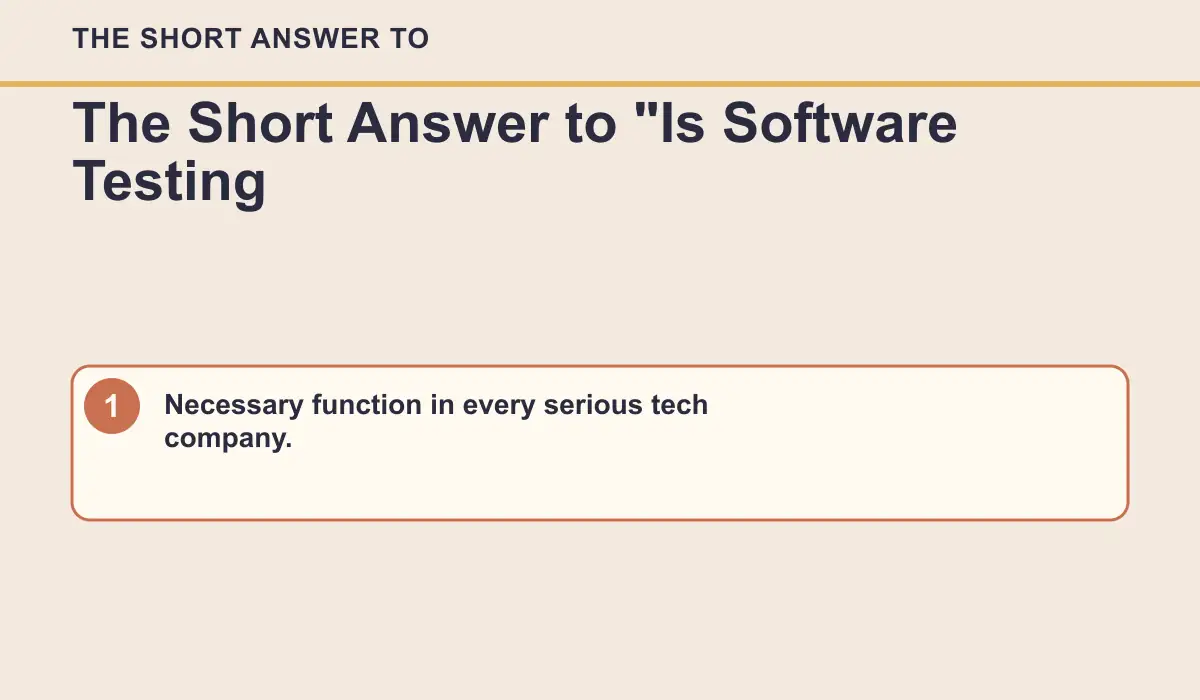 THE SHORT ANSWER TO
The Short Answer to "Is Software
Testing
1
Necessary function in every serious tech
company.